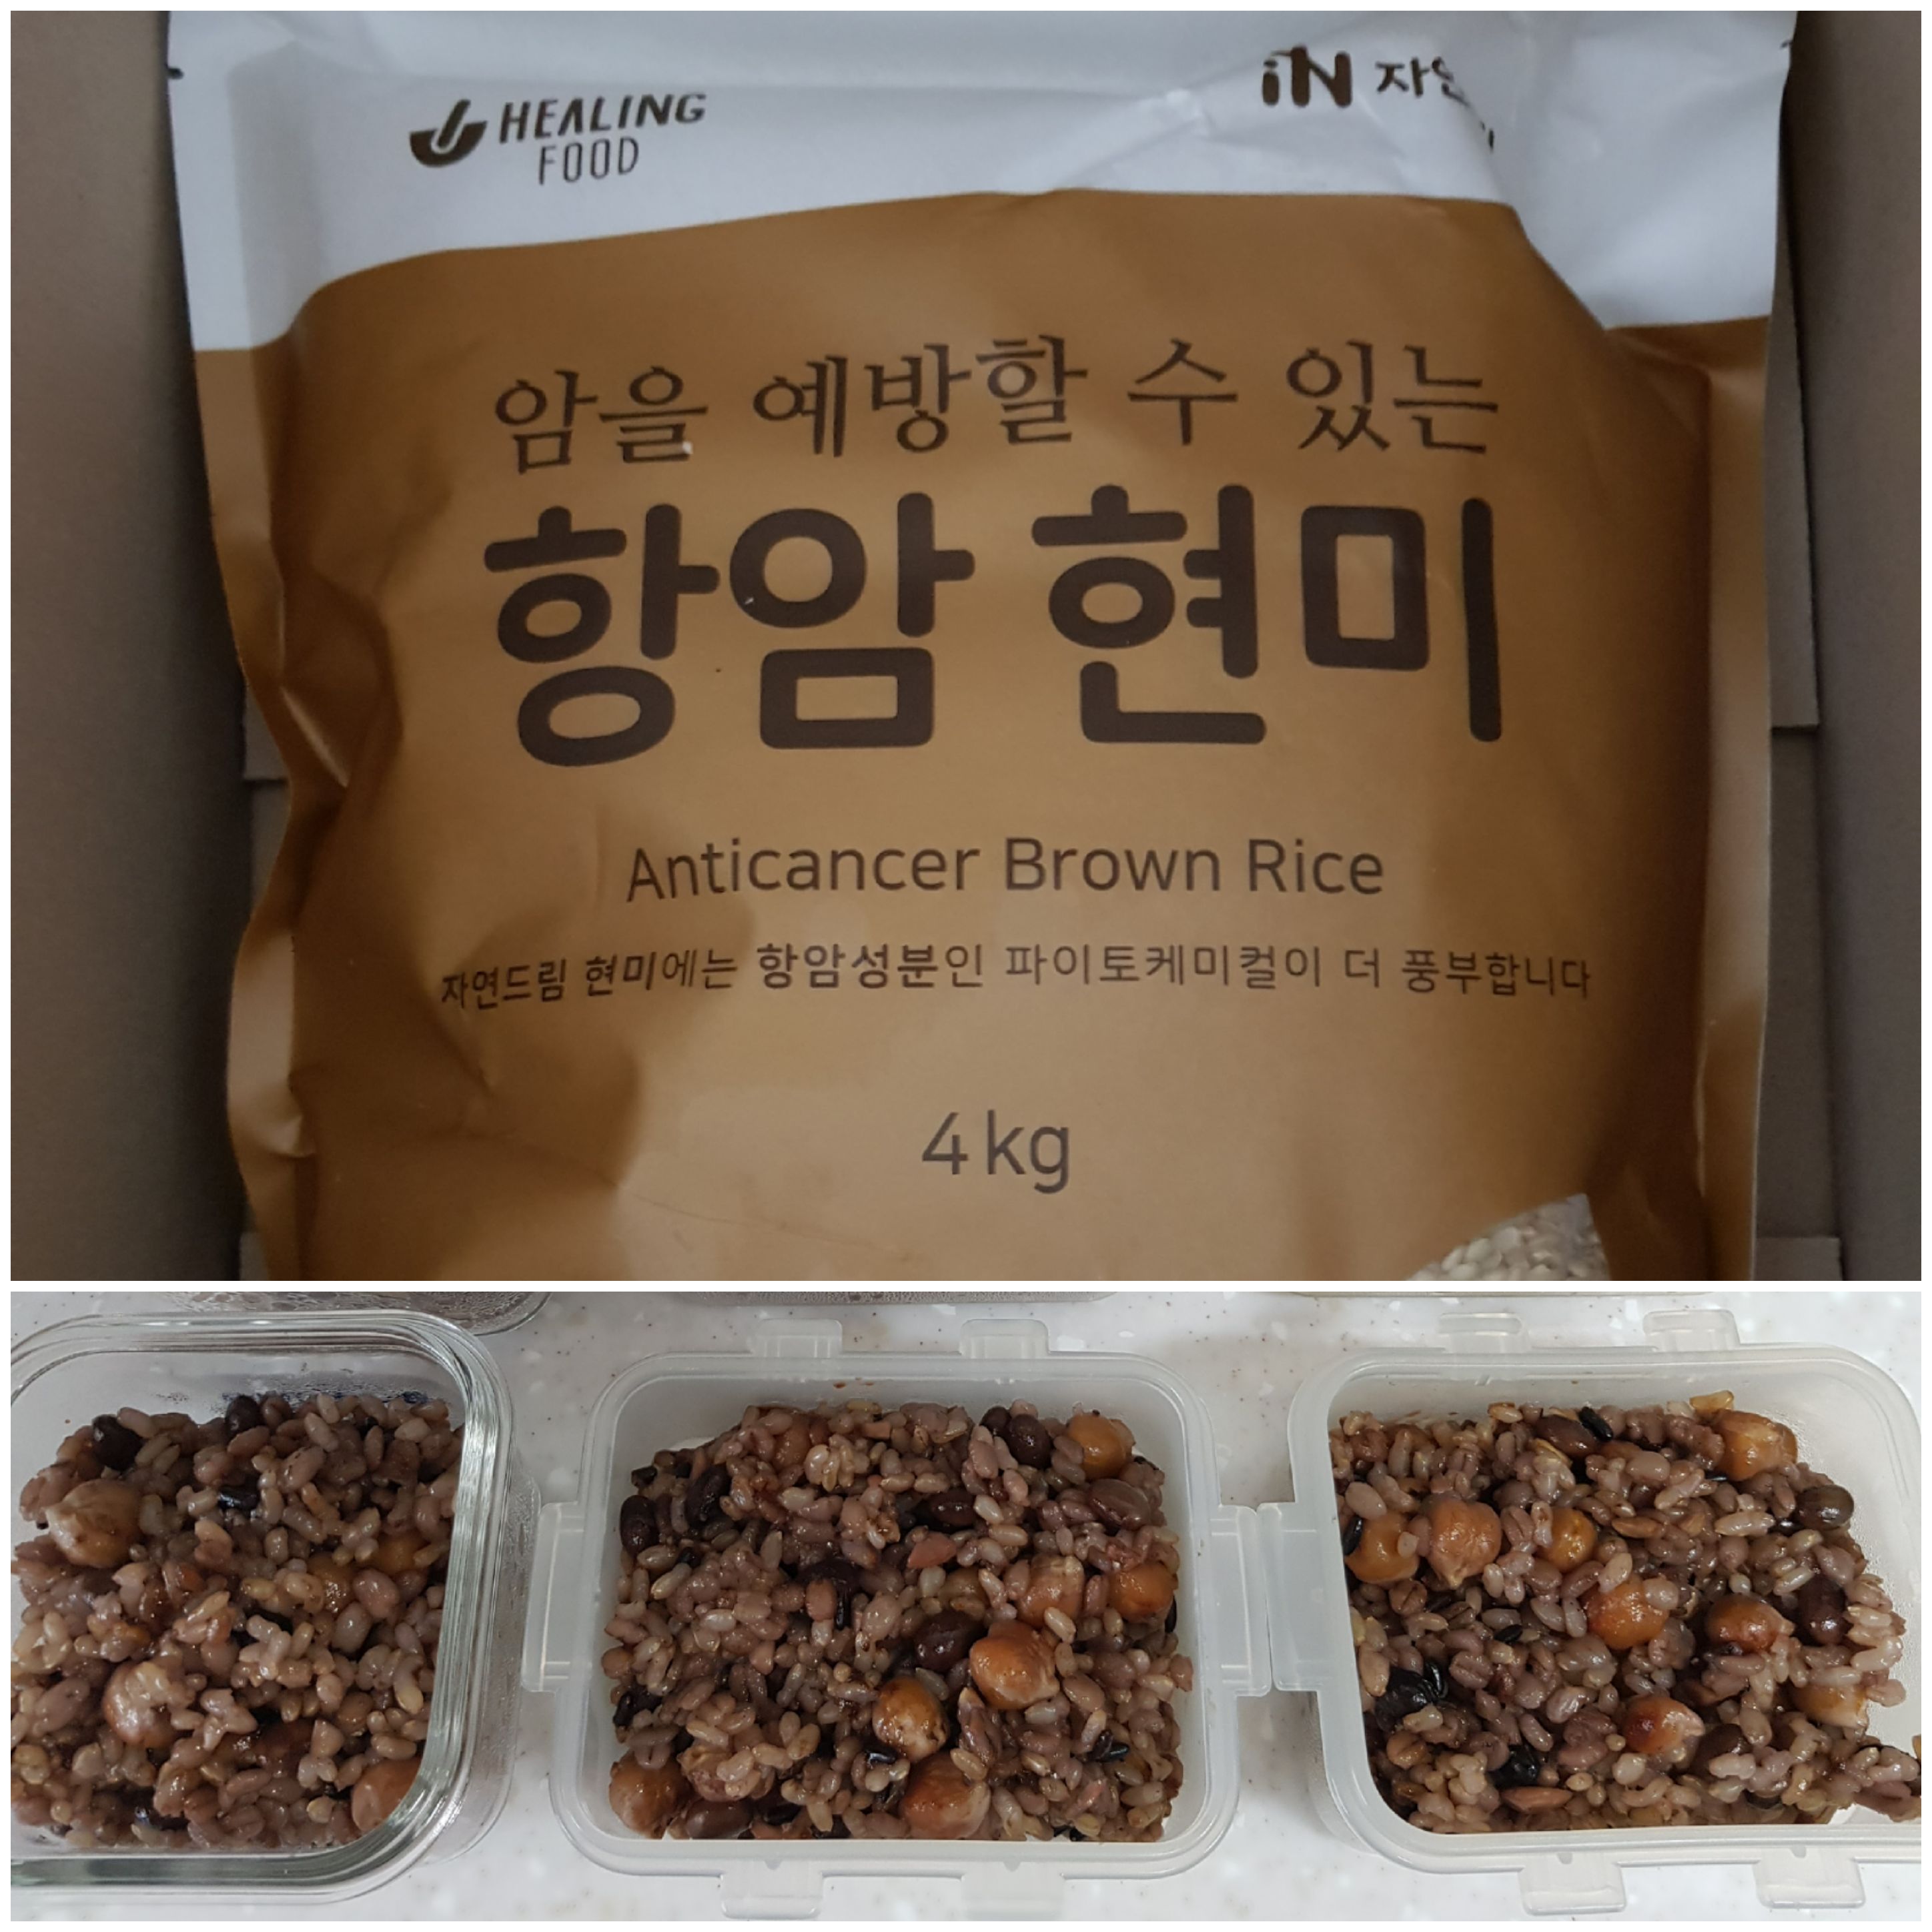 HEALING
FOOD
iN
암을 예방할 수 있는
항암 현미
Anticancer Brown Rice
자연드림 현미에는 항암성분인 파이토케미컬이 더 풍부합니다
4kg